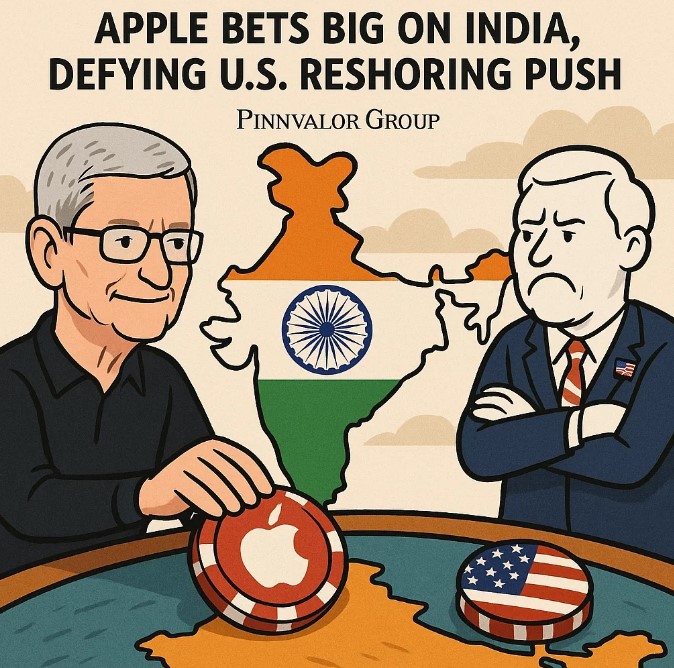 APPLE BETS BIG ON INDIA,
DEFYING U.S. RESHORING PUSH
PINNVALOR GROUP